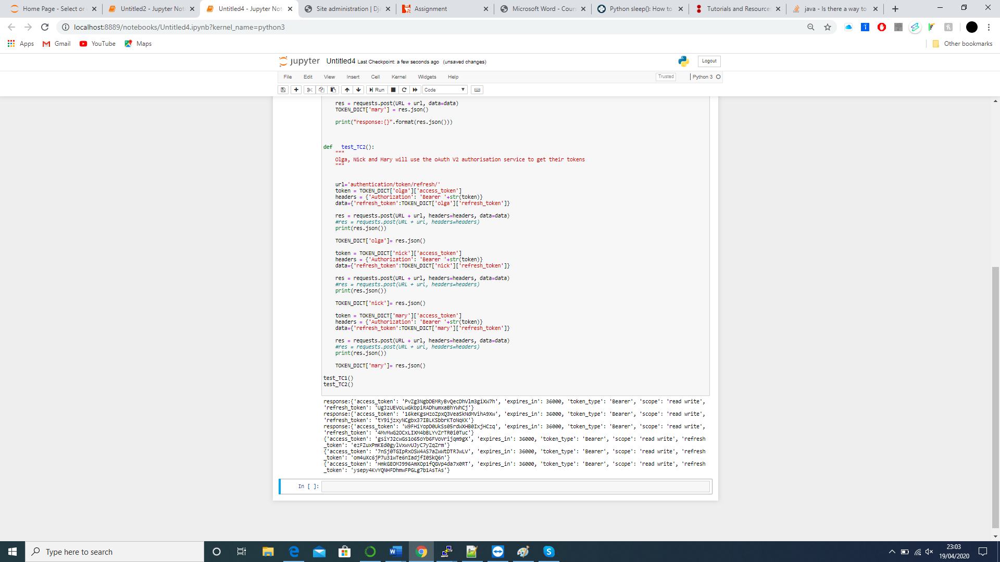 Home Page - Select or
Untitled2 - Jupyter Not
Untitled4 - Jupyter Not
Site administration | Dj
Assignment
Microsoft Word - Cours
Python sleep(): How to
Tutorials and Resource
java - Is there a way to
localhost:8889/notebooks/Untitled4.ipynb?kernel_name=python3
Apps
Gmail
YouTube
Maps
Other bookmarks
jupyter Untitled4 Last Checkpoint: a few seconds ago (unsaved changes)
Logout
File Edit View Insert Cell Kernel Widgets Help
Trusted
Python 3
Run
Code
res = requests.post(URL + url, data=data)
TOKEN_DICT['mary'] = res.json()
print("response:{}".format(res.json()))
def _test_TC2():
"""
Olga, Nick and Mary will use the oAuth V2 authorisation service to get their tokens
"""
url='authentication/token/refresh/'
token = TOKEN_DICT['olga']['access_token']
headers = {'Authorization': 'Bearer '+str(token)}
data={'refresh_token':TOKEN_DICT['olga']['refresh_token']}
res = requests.post(URL + url, headers=headers, data=data)
#res = requests.post(URL + url, headers=headers)
print(res.json())
TOKEN_DICT['olga']= res.json()
token = TOKEN_DICT['nick']['access_token']
headers = {'Authorization': 'Bearer '+str(token)}
data={'refresh_token':TOKEN_DICT['nick']['refresh_token']}
res = requests.post(URL + url, headers=headers, data=data)
#res = requests.post(URL + url, headers=headers)
print(res.json())
TOKEN_DICT['nick']= res.json()
token = TOKEN_DICT['mary']['access_token']
headers = {'Authorization': 'Bearer '+str(token)}
data={'refresh_token':TOKEN_DICT['mary']['refresh_token']}
res = requests.post(URL + url, headers=headers, data=data)
#res = requests.post(URL + url, headers=headers)
print(res.json())
TOKEN_DICT['mary']= res.json()
test_TC1()
test_TC2()
response:{'access_token': 'PvZg3NgbDEMRyBvQecDhVlm3giXW7h', 'expires_in': 36000, 'token_type': 'Bearer', 'scope': 'read write',
'refresh_token': 'UgJzUEVoLwGkbpiRADhumxaBhYWhCj'}
response:{'access_token': '16keKgsHzoZpxQ3VeaSkNdMVihA9Xw', 'expires_in': 36000, 'token_type': 'Bearer', 'scope': 'read write',
'refresh_token': 'tY9ijzxyNCgbx37IBLKSbbrKToNqKK'}
response:{'access_token': 'W9FHiYopD0UkSs05rdWXHB0IxjHCzq', 'expires_in': 36000, 'token_type': 'Bearer', 'scope': 'read write',
'refresh_token': '4MvMwG2OCxLIXM4bBLYvZrTR0i0Tuc'}
{'access_token': 'gsiYJ2cwGs1o65oYb6FVoVrijqm9gX', 'expires_in': 36000, 'token_type': 'Bearer', 'scope': 'read write', 'refresh
_token': 'ezFZuxPmKEd0gylVxwvUJyC7yZqZrm'}
{'access_token': '7nSj0TGIpRxOSW4AS7aZwWtDTRJwLV', 'expires_in': 36000, 'token_type': 'Bearer', 'scope': 'read write', 'refresh
_token': 'om4uXc6jP7u31wTe6nIadjfI0SkQ6n'}
{'access_token': 'HmkGEOMJ996AmXOp1fQGVp4da7x0RT', 'expires_in': 36000, 'token_type': 'Bearer', 'scope': 'read write', 'refresh
_token': 'ysepy4KvYQNHFDhmwFPGLg7b1AsTAs'}
In [ ]:
Type here to search
23:03
19/04/2020